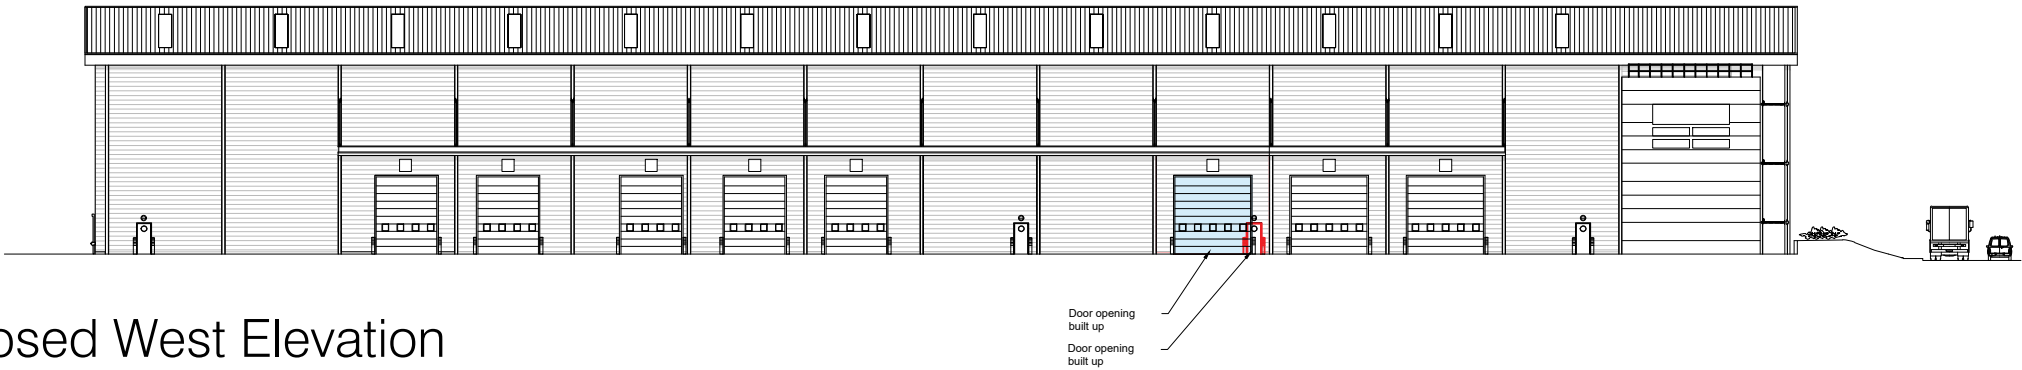 Door opening
built up
Door opening
built up
osed West Elevation